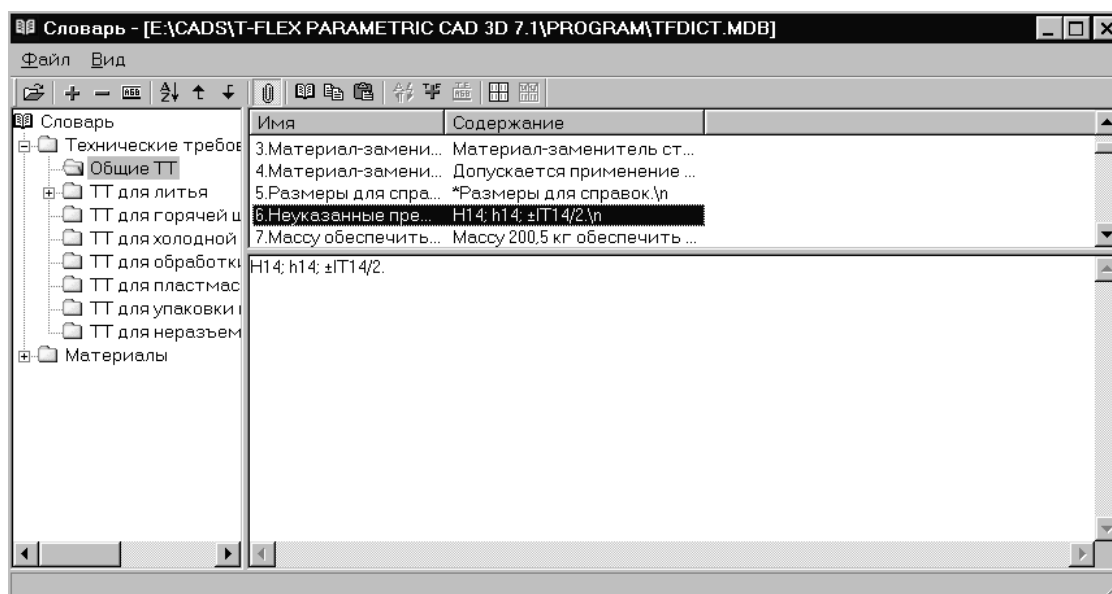 Словарь - [E:\CADS\T-FLEX PARAMETRIC CAD 3D 7.1\PROGRAM\TFDICT.MDB]
Файл Вид
Словарь
Технические требов
Общие ТТ
ТТ для литья
ТТ для горячей ш
ТТ для холодной
ТТ для обработки
ТТ для пластмас
ТТ для упаковки
ТТ для неразъем
Материалы
Имя Содержание
3.Материал-замени... Материал-заменитель ст...
4.Материал-замени... Допускается применение ...
5.Размеры для спра... *Размеры для справок.\n
6.Неуказанные пре... H14; h14; ±IT14/2.\n
7.Массу обеспечить... Массу 200,5 кг обеспечить ...
H14; h14; ±IT14/2.